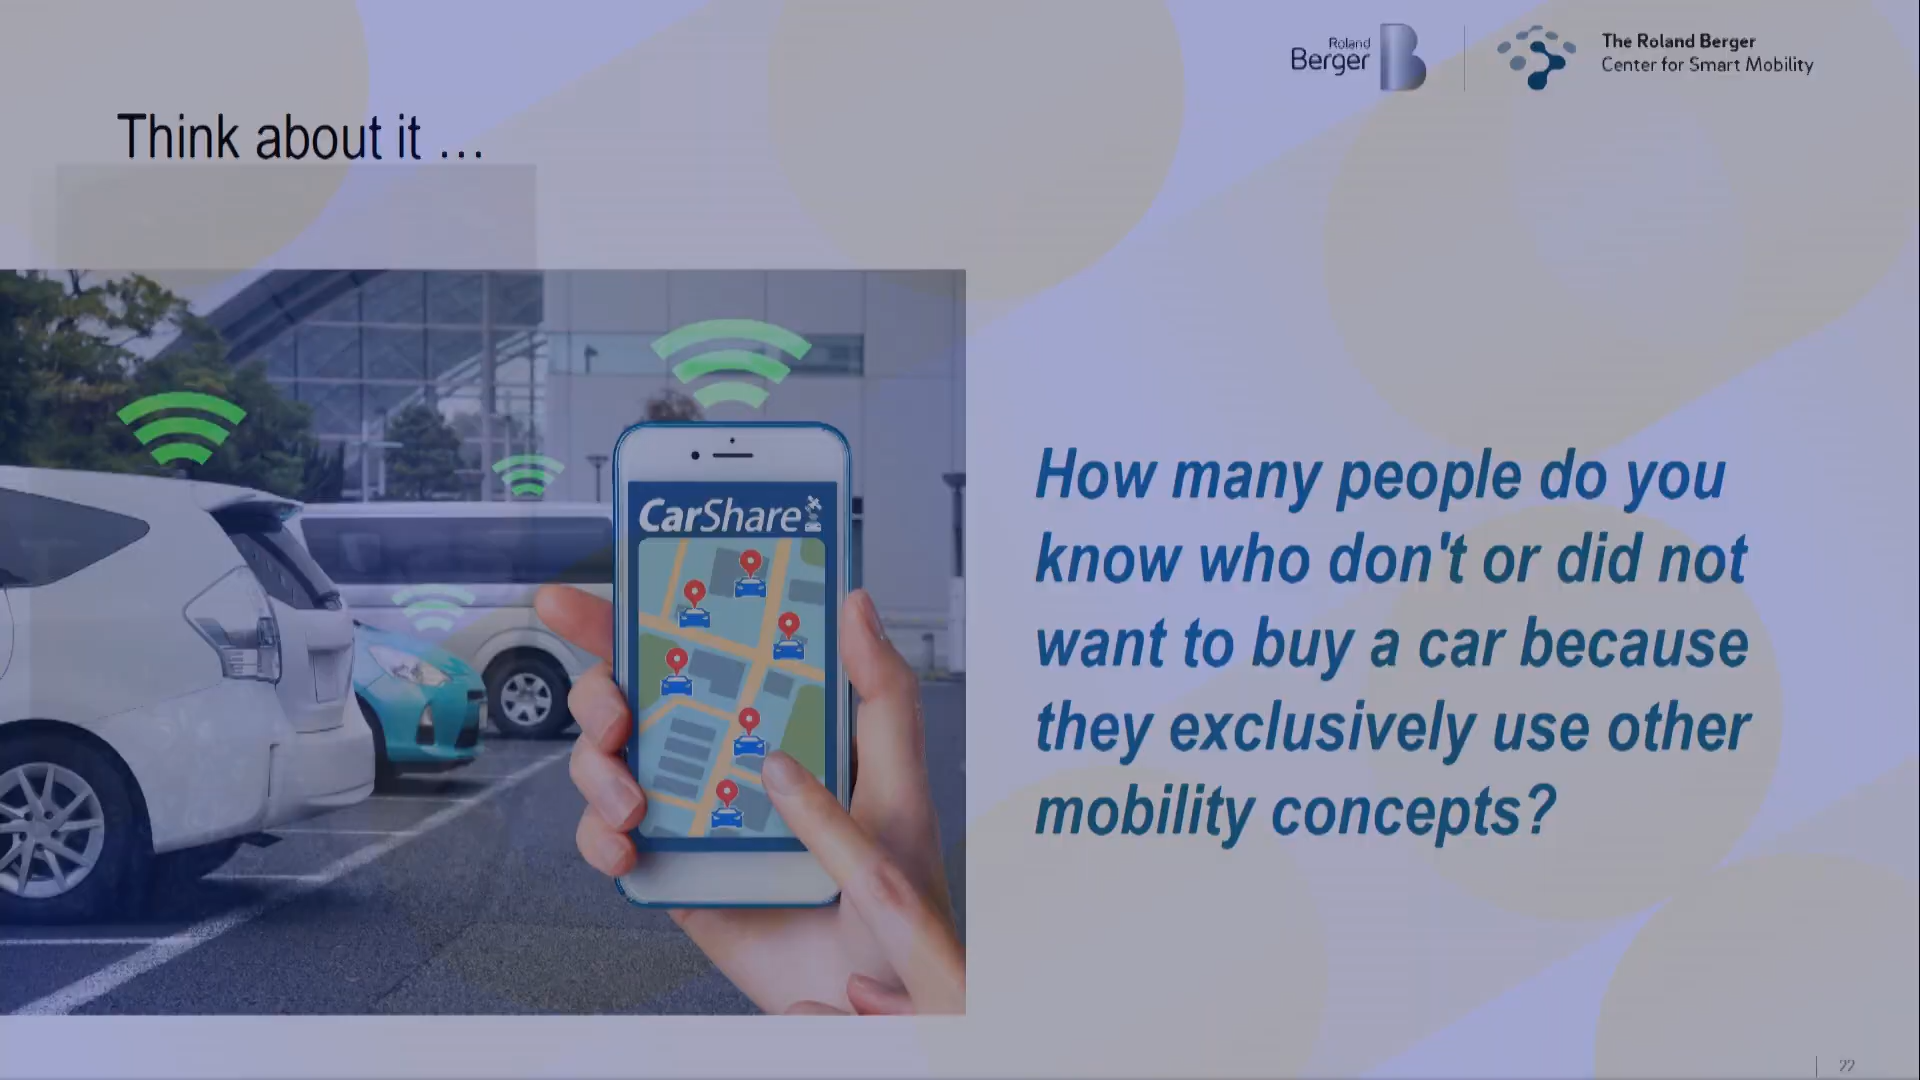 Roland
Berger
The Roland Berger
Center for Smart Mobility
Think about it ...
CarShare
How many people do you
know who don't or did not
want to buy a car because
they exclusively use other
mobility concepts?
22